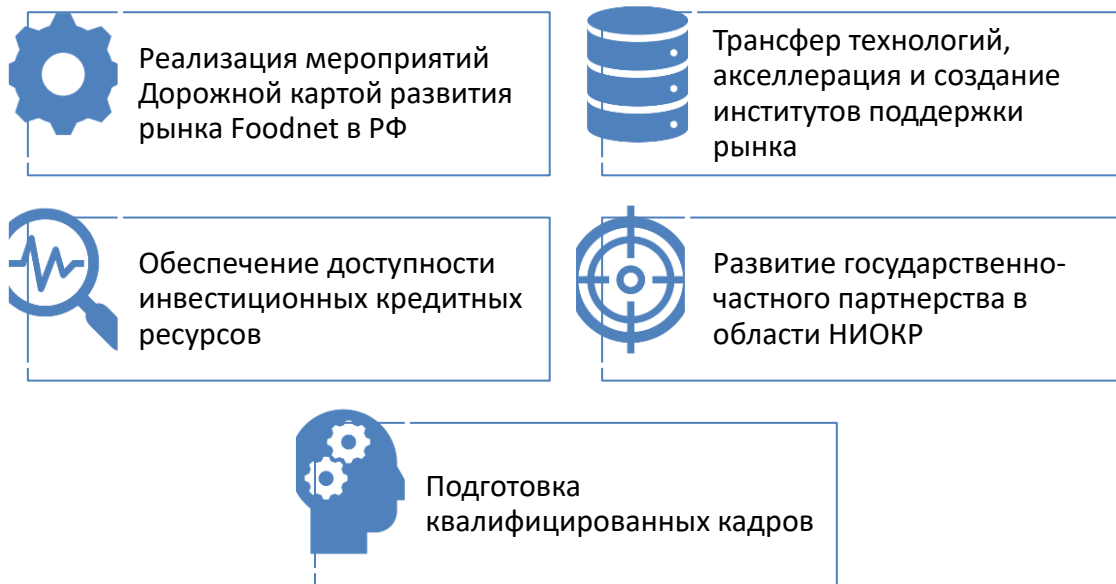 Реализация мероприятий
Дорожной картой развития
рынка Foodnet в РФ
Трансфер технологий,
акселлерация и создание
институтов поддержки
рынка
Обеспечение доступности
инвестиционных кредитных
ресурсов
Развитие государственно-
частного партнерства в
области НИОКР
Подготовка
квалифицированных кадров